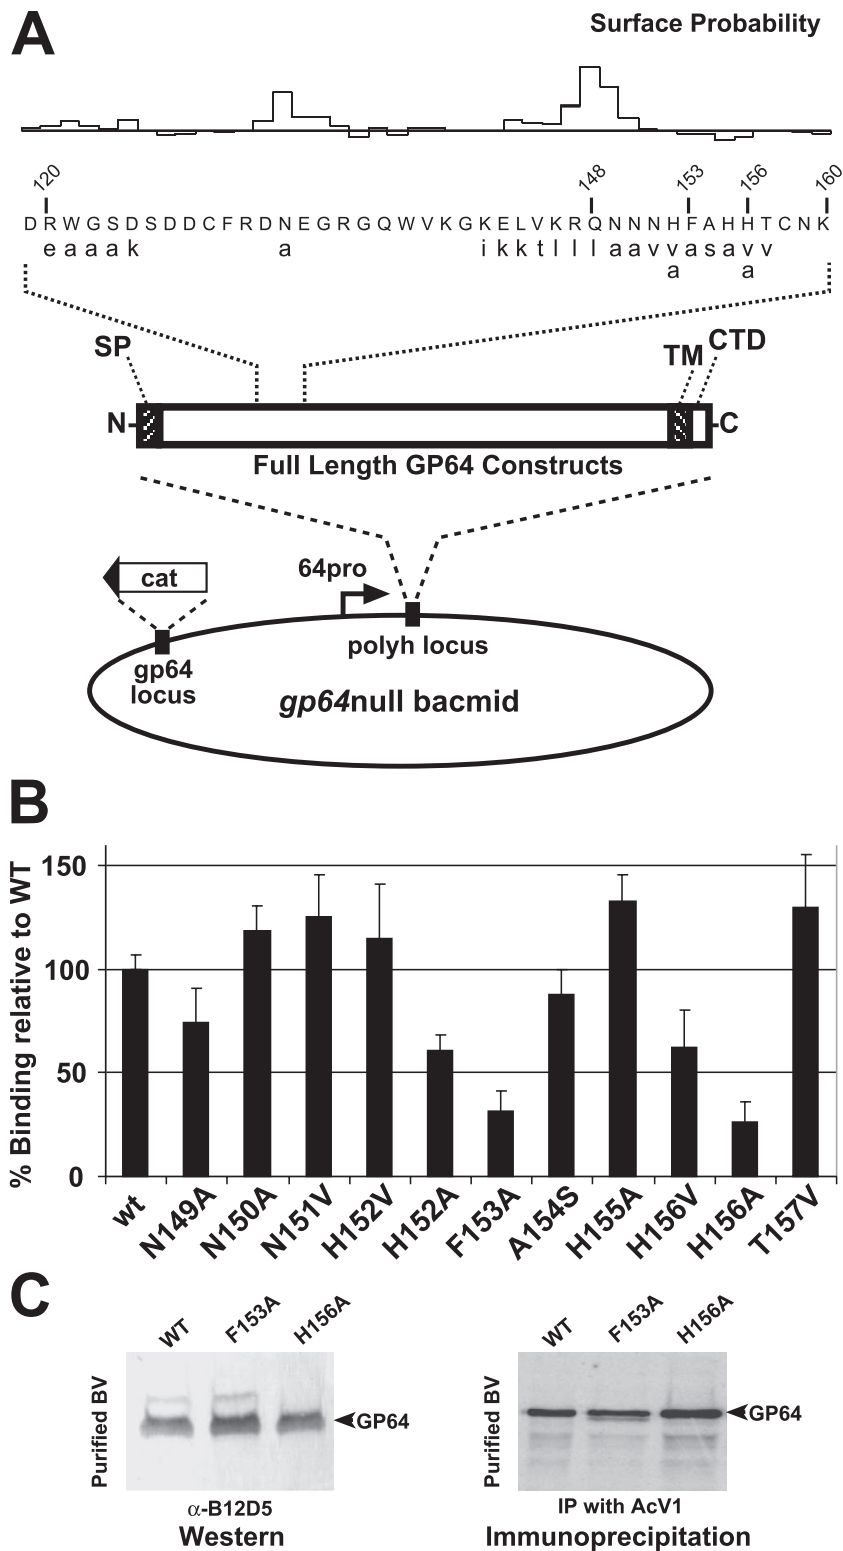 A
Surface Probability
120 148 153 156 160
D R W G S D S D D C F R D N E G R G Q W V K G K E L V K R Q N N N H F A H H T C N K
e a a a k a i k k t l l l a a v v a s a v v
a a
SP
TM
CTD
N
C
Full Length GP64 Constructs
cat
64pro
gp64
locus
polyh locus
gp64null bacmid
B
% Binding relative to WT
150
100
50
0
wt N149A N150A N151V H152V H152A F153A A154S H155A H156V H156A T157V
C
WT F153A H156A
Purified BV
GP64
α-B12D5
Western
WT F153A H156A
Purified BV
GP64
IP with AcV1
Immunoprecipitation